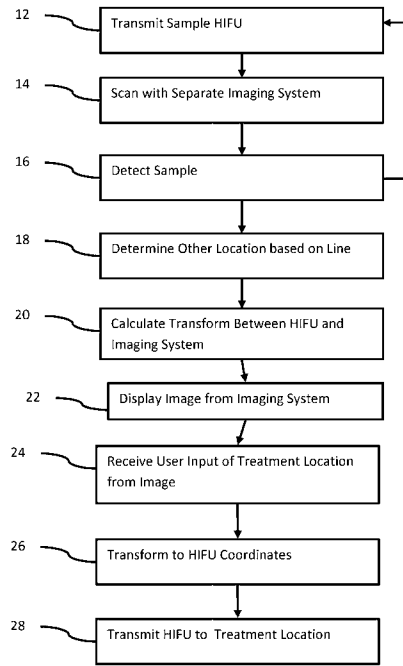 12
Transmit Sample HIFU
14
Scan with Separate Imaging System
16
Detect Sample
18
Determine Other Location based on Line
20
Calculate Transform Between HIFU and
Imaging System
22
Display Image from Imaging System
24
Receive User Input of Treatment Location
from Image
26
Transform to HIFU Coordinates
28
Transmit HIFU to Treatment Location